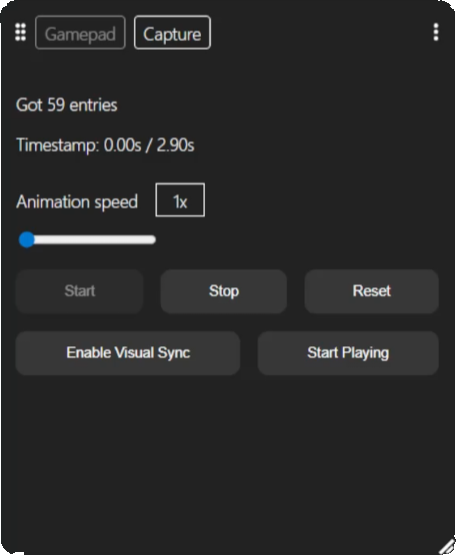 Gamepad Capture
Got 59 entries
Timestamp: 0.00s / 2.90s
Animation speed 1x
Start Stop Reset
Enable Visual Sync Start Playing